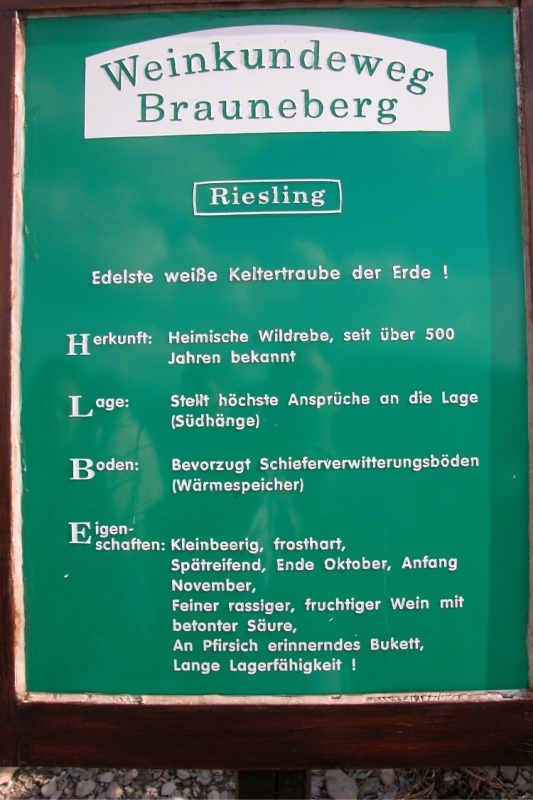 Weinkundeweg
Brauneberg
Riesling
Edelste weiße Keltertraube der Erde !
Herkunft: Heimische Wildrebe, seit über 500
Jahren bekannt
Lage: Stellt höchste Ansprüche an die Lage
(Südhänge)
Boden: Bevorzugt Schieferverwitterungsböden
(Wärmespeicher)
Eigen-
schaften: Kleinbeerig, frosthart,
Spätreifend, Ende Oktober, Anfang
November,
Feiner rassiger, fruchtiger Wein mit
betonter Säure,
An Pfirsich erinnerndes Bukett,
Lange Lagerfähigkeit !